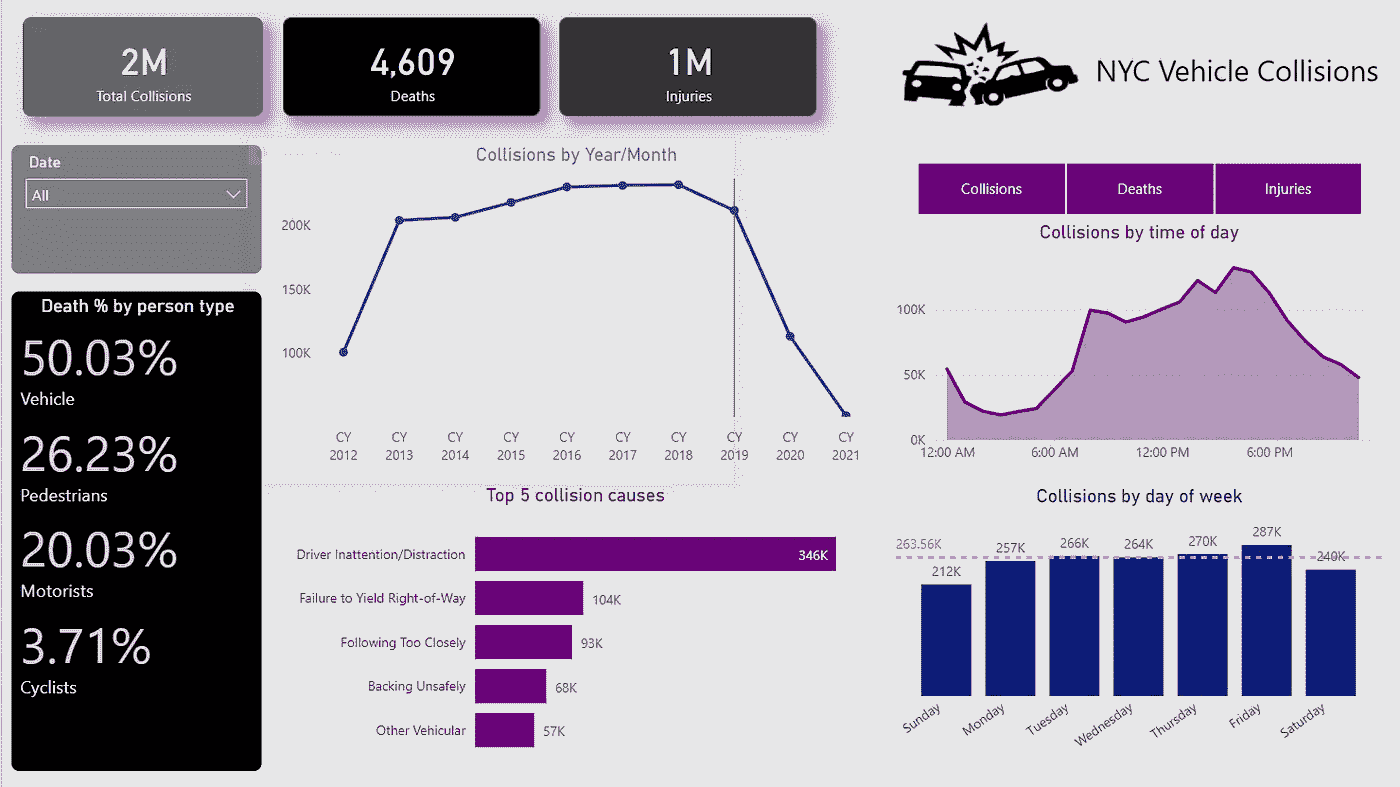 2M
Total Collisions
4,609
Deaths
1M
Injuries
NYC Vehicle Collisions
Date
All
Death % by person type
50.03%
Vehicle
26.23%
Pedestrians
20.03%
Motorists
3.71%
Cyclists
Collisions by Year/Month
200K
150K
100K
CY 2012
CY 2013
CY 2014
CY 2015
CY 2016
CY 2017
CY 2018
CY 2019
CY 2020
CY 2021
Top 5 collision causes
Driver Inattention/Distraction 346K
Failure to Yield Right-of-Way 104K
Following Too Closely 93K
Backing Unsafely 68K
Other Vehicular 57K
Collisions Deaths Injuries
Collisions by time of day
100K
50K
0K
12:00 AM 6:00 AM 12:00 PM 6:00 PM
Collisions by day of week
263.56K
212K 257K 266K 264K 270K 287K 240K
Sunday Monday Tuesday Wednesday Thursday Friday Saturday